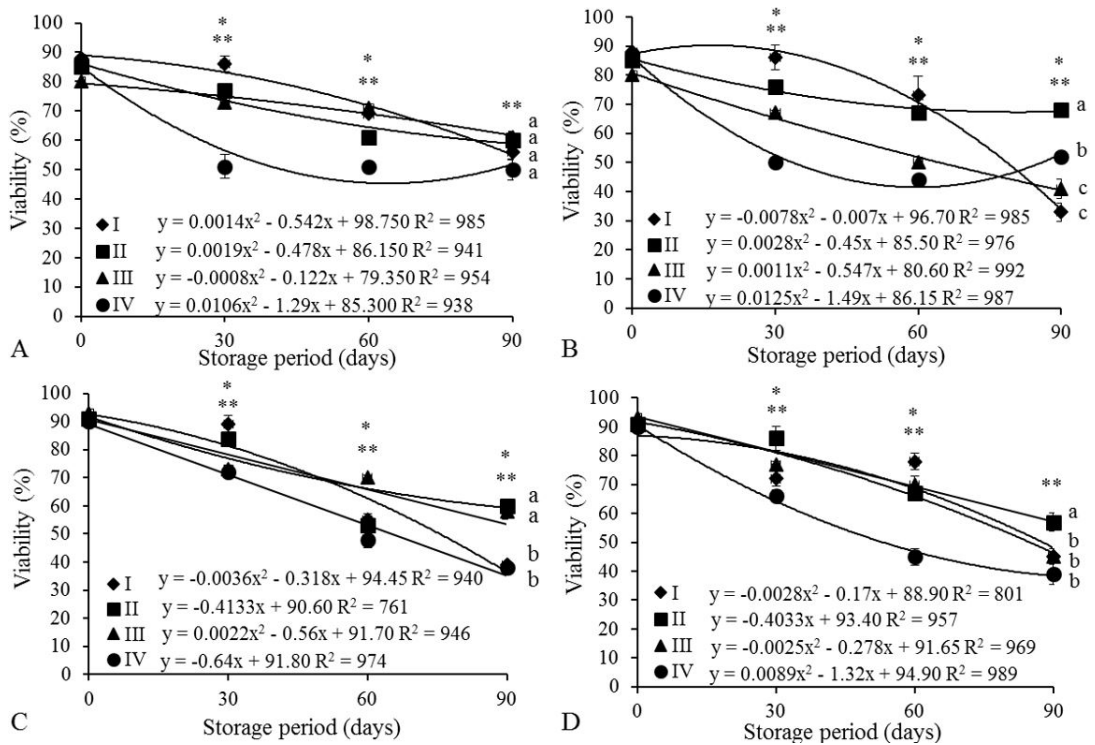 Viability (%)
100
90
80
70
60
50
40
30
20
10
0
*
**
*
**
**
a
a
a
a
I y = 0.0014x² - 0.542x + 98.750 R² = 985
II y = 0.0019x² - 0.478x + 86.150 R² = 941
III y = -0.0008x² - 0.122x + 79.350 R² = 954
IV y = 0.0106x² - 1.29x + 85.300 R² = 938
0 30 60 90
A Storage period (days)
Viability (%)
100
90
80
70
60
50
40
30
20
10
0
*
**
*
**
*
**
a
b
c
c
I y = -0.0078x² - 0.007x + 96.70 R² = 985
II y = 0.0028x² - 0.45x + 85.50 R² = 976
III y = 0.0011x² - 0.547x + 80.60 R² = 992
IV y = 0.0125x² - 1.49x + 86.15 R² = 987
0 30 60 90
B Storage period (days)
Viability (%)
100
90
80
70
60
50
40
30
20
10
0
*
**
*
**
*
**
a
a
b
b
I y = -0.0036x² - 0.318x + 94.45 R² = 940
II y = -0.4133x + 90.60 R² = 761
III y = 0.0022x² - 0.56x + 91.70 R² = 946
IV y = -0.64x + 91.80 R² = 974
0 30 60 90
C Storage period (days)
Viability (%)
100
90
80
70
60
50
40
30
20
10
0
*
**
*
**
**
a
b
b
b
I y = -0.0028x² - 0.17x + 88.90 R² = 801
II y = -0.4033x + 93.40 R² = 957
III y = -0.0025x² - 0.278x + 91.65 R² = 969
IV y = 0.0089x² - 1.32x + 94.90 R² = 989
0 30 60 90
D Storage period (days)